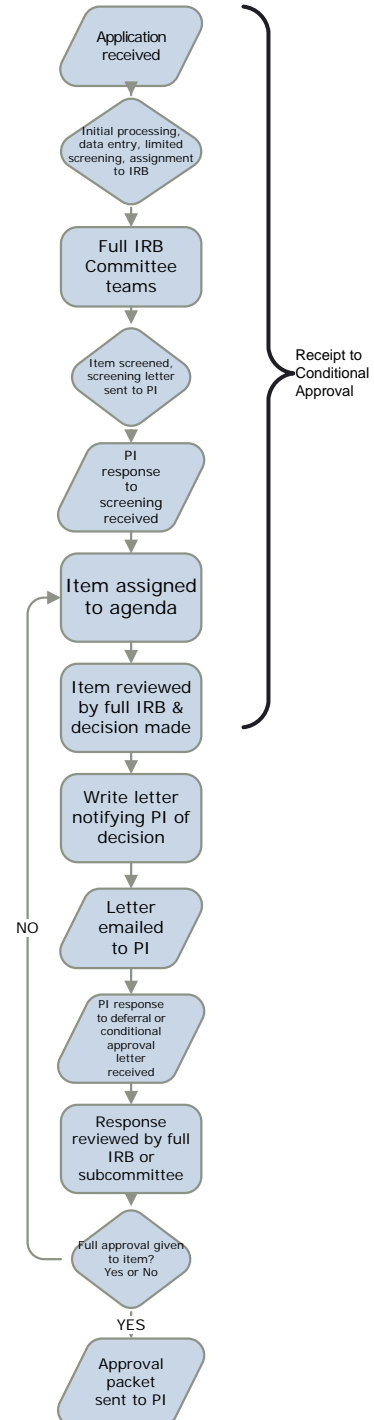 Application
received
Initial processing,
data entry, limited
screening, assignment
to IRB
Full IRB
Committee
teams
Item screened,
screening letter
sent to PI
Receipt to
Conditional
Approval
PI
response
to
screening
received
Item assigned
to agenda
Item reviewed
by full IRB &
decision made
Write letter
notifying PI of
decision
Letter
emailed
to PI
NO
PI response
to deferral or
conditional
approval
letter
received
Response
reviewed by full
IRB or
subcommittee
Full approval given
to item?
Yes or No
YES
Approval
packet
sent to PI